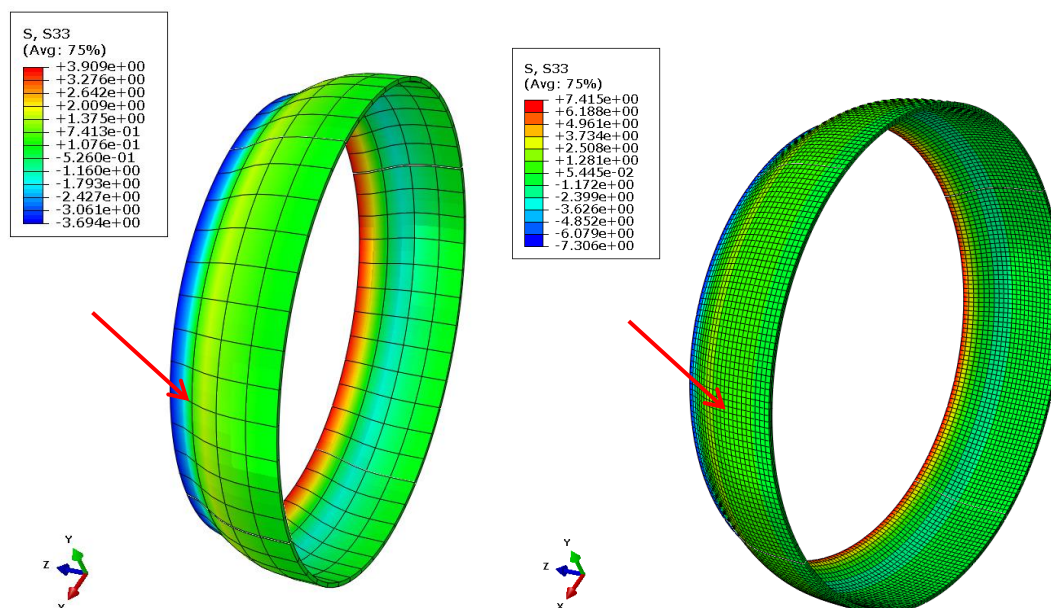 S, S33
(Avg: 75%)
+3.909e+00
+3.276e+00
+2.642e+00
+2.009e+00
+1.375e+00
+7.413e-01
+1.076e-01
-5.260e-01
-1.160e+00
-1.793e+00
-2.427e+00
-3.061e+00
-3.694e+00
Y
Z
X
S, S33
(Avg: 75%)
+7.415e+00
+6.188e+00
+4.961e+00
+3.734e+00
+2.508e+00
+1.281e+00
+5.445e-02
-1.172e+00
-2.399e+00
-3.626e+00
-4.852e+00
-6.079e+00
-7.306e+00
Y
Z
X